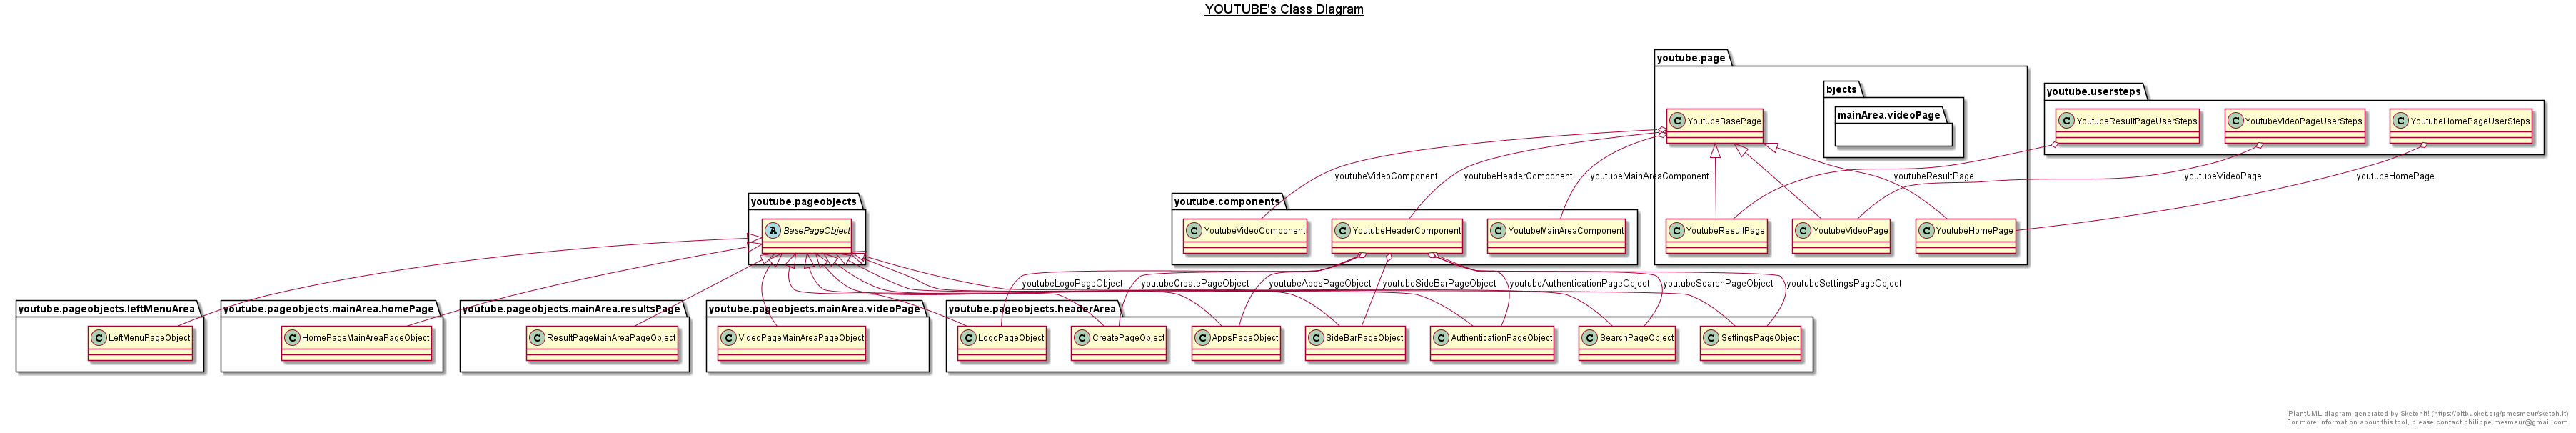 YOUTUBE's Class Diagram
youtube.page
bjects
mainArea.videoPage
C YoutubeBasePage
youtube.usersteps
C YoutubeResultPageUserSteps
C YoutubeVideoPageUserSteps
C YoutubeHomePageUserSteps
youtubeVideoComponent
youtubeHeaderComponent
youtubeMainAreaComponent
youtubeResultPage
youtubeVideoPage
youtubeHomePage
youtube.pageobjects
A BasePageObject
youtube.components
C YoutubeVideoComponent
C YoutubeHeaderComponent
C YoutubeMainAreaComponent
C YoutubeResultPage
C YoutubeVideoPage
C YoutubeHomePage
youtubeLogoPageObject
youtubeCreatePageObject
youtubeAppsPageObject
youtubeSideBarPageObject
youtubeAuthenticationPageObject
youtubeSearchPageObject
youtubeSettingsPageObject
youtube.pageobjects.leftMenuArea
C LeftMenuPageObject
youtube.pageobjects.mainArea.homePage
C HomePageMainAreaPageObject
youtube.pageobjects.mainArea.resultsPage
C ResultPageMainAreaPageObject
youtube.pageobjects.mainArea.videoPage
C VideoPageMainAreaPageObject
youtube.pageobjects.headerArea
C LogoPageObject
C CreatePageObject
C AppsPageObject
C SideBarPageObject
C AuthenticationPageObject
C SearchPageObject
C SettingsPageObject
PlantUML diagram generated by SketchIt! (https://bitbucket.org/pmesmeur/sketch.it)
For more information about this tool, please contact philippe.mesmeur@gmail.com